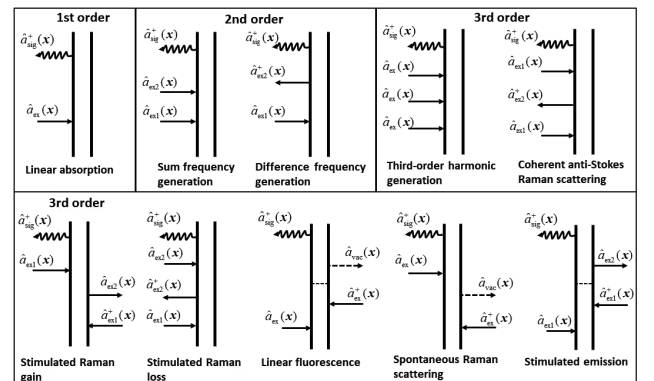 1st order
â⁺sig(x)
âex(x)
Linear absorption
2nd order
â⁺sig(x)
âex2(x)
âex1(x)
Sum frequency
generation
â⁺sig(x)
â⁺ex2(x)
âex1(x)
Difference frequency
generation
3rd order
â⁺sig(x)
âex(x)
âex(x)
âex(x)
Third-order harmonic
generation
â⁺sig(x)
âex1(x)
â⁺ex2(x)
âex1(x)
Coherent anti-Stokes
Raman scattering
3rd order
â⁺sig(x)
âex1(x)
âex2(x)
â⁺ex1(x)
Stimulated Raman
gain
â⁺sig(x)
âex2(x)
â⁺ex2(x)
âex1(x)
Stimulated Raman
loss
â⁺sig(x)
âvac(x)
â⁺ex(x)
âex(x)
Linear fluorescence
â⁺sig(x)
âex(x)
âvac(x)
â⁺ex(x)
Spontaneous Raman
scattering
â⁺sig(x)
âex2(x)
â⁺ex1(x)
âex1(x)
Stimulated emission